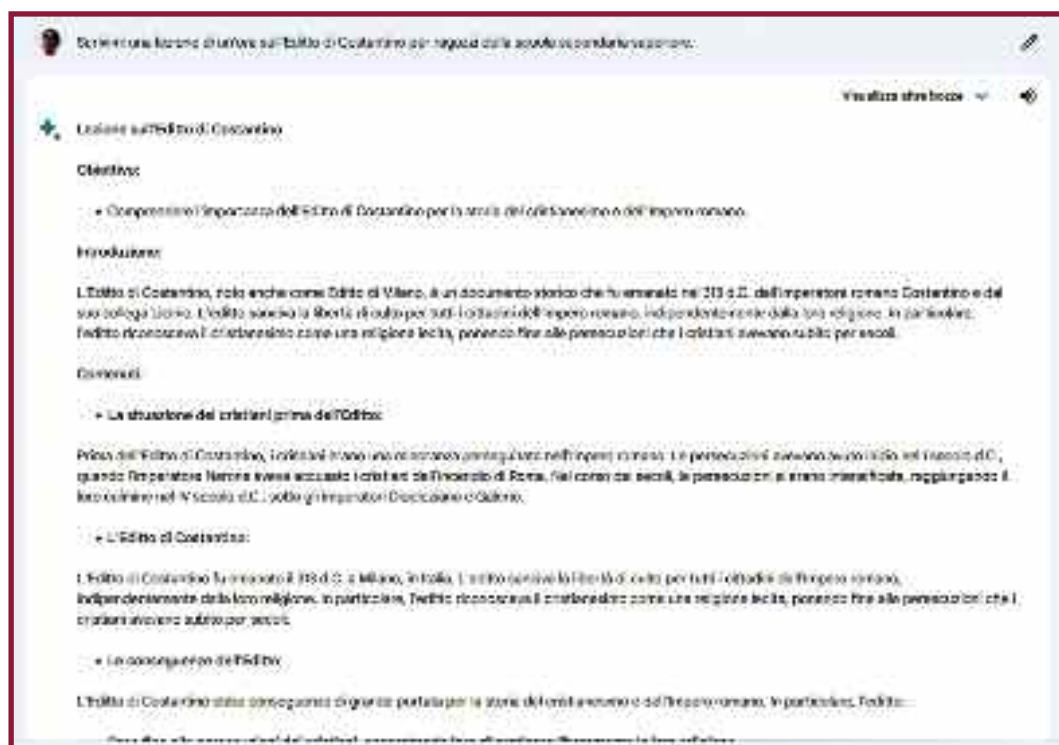 Scrivimi una lezione di un'ora sull'Editto di Costantino per ragazzi della scuola secondaria superiore.
Visualizza altre bozze
Lezione sull'Editto di Costantino
Obiettivo:
• Comprendere l'importanza dell'Editto di Costantino per la storia del cristianesimo e dell'Impero romano.
Introduzione:
L'Editto di Costantino, noto anche come Editto di Milano, è un documento storico che fu emanato nel 313 d.C. dall'imperatore romano Costantino e dal
suo collega Licinio. L'editto sanciva la libertà di culto per tutti i cittadini dell'Impero romano, indipendentemente dalla loro religione. In particolare,
l'editto riconosceva il cristianesimo come una religione lecita, ponendo fine alle persecuzioni che i cristiani avevano subito per secoli.
Contenuti:
• La situazione dei cristiani prima dell'Editto:
Prima dell'Editto di Costantino, i cristiani erano una minoranza perseguitata nell'Impero romano. Le persecuzioni avevano avuto inizio nel I secolo d.C.,
quando l'imperatore Nerone aveva accusato i cristiani dell'incendio di Roma. Nel corso dei secoli, le persecuzioni si erano intensificate, raggiungendo il
loro culmine nel IV secolo d.C., sotto gli imperatori Diocleziano e Galerio.
• L'Editto di Costantino:
L'Editto di Costantino fu emanato il 313 d.C. a Milano, in Italia. L'editto sanciva la libertà di culto per tutti i cittadini dell'Impero romano,
indipendentemente dalla loro religione. In particolare, l'editto riconosceva il cristianesimo come una religione lecita, ponendo fine alle persecuzioni che i
cristiani avevano subito per secoli.
• Le conseguenze dell'Editto:
L'Editto di Costantino ebbe conseguenze di grande portata per la storia del cristianesimo e dell'Impero romano. In particolare, l'editto: